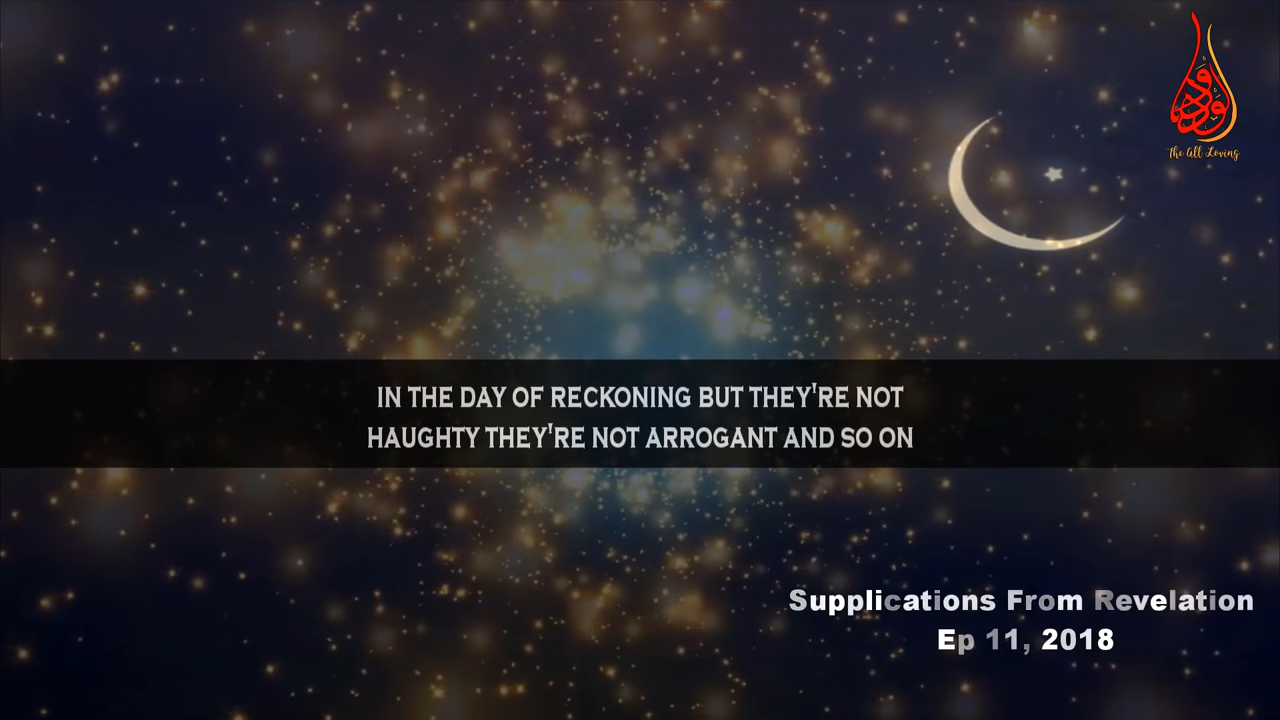 الودود
The All Loving
IN THE DAY OF RECKONING BUT THEY'RE NOT
HAUGHTY THEY'RE NOT ARROGANT AND SO ON
Supplications From Revelation
Ep 11, 2018